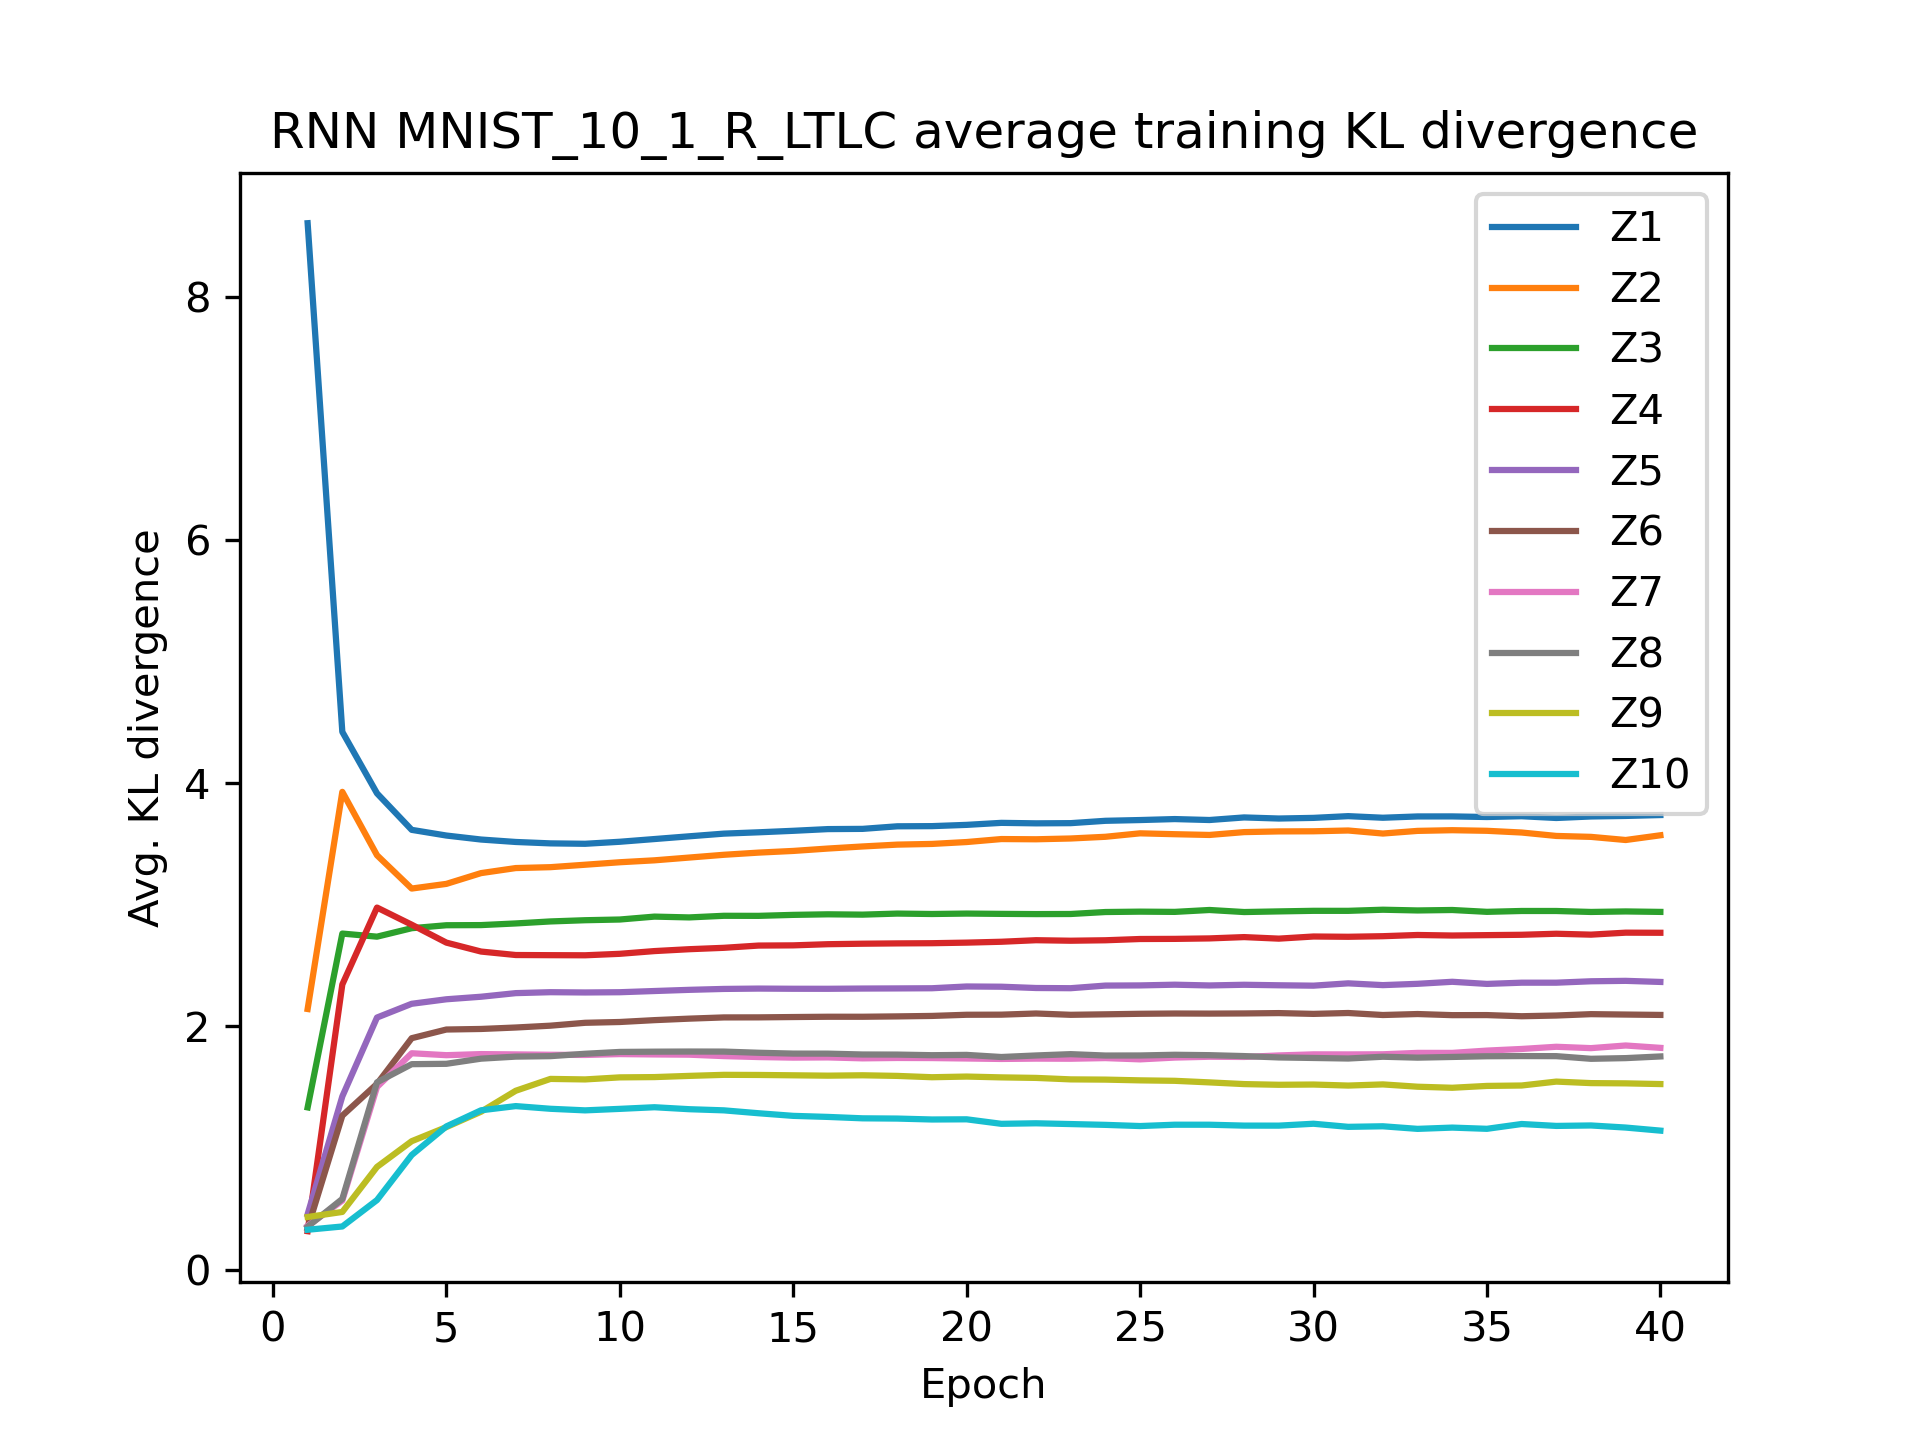 RNN MNIST_10_1_R_LTLC average training KL divergence
Z1
Z2
Z3
Z4
Z5
Z6
Z7
Z8
Z9
Z10
Avg. KL divergence
8
6
4
2
0
0 5 10 15 20 25 30 35 40
Epoch